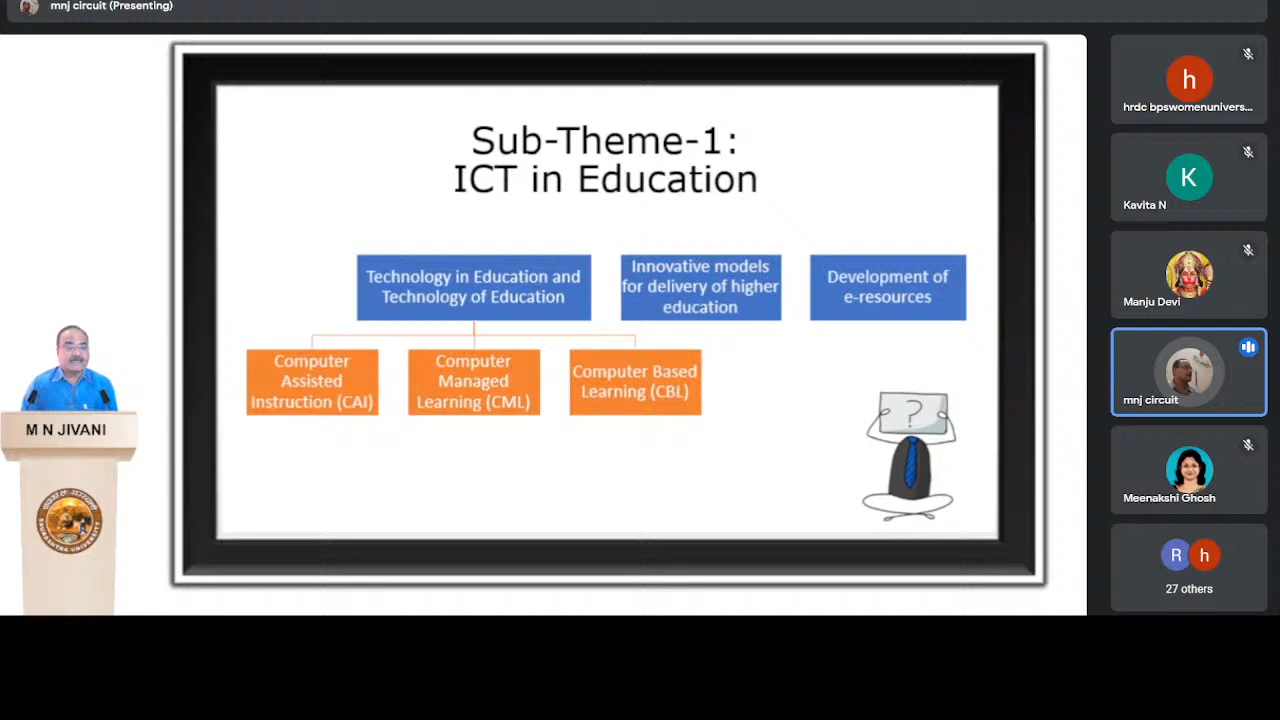 mnj circuit (Presenting)
Sub-Theme-1:
ICT in Education
Technology in Education and
Technology of Education
Innovative models
for delivery of higher
education
Development of
e-resources
Computer
Assisted
Instruction (CAI)
Computer
Managed
Learning (CML)
Computer Based
Learning (CBL)
?
M N JIVANI
SAURASHTRA UNIVERSITY
h
hrdc bpswomenunivers...
K
Kavita N
Manju Devi
mnj circuit
Meenakshi Ghosh
R h
27 others